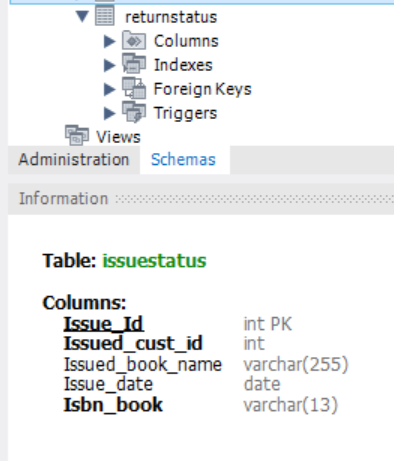 returnstatus
Columns
Indexes
Foreign Keys
Triggers
Views
Administration Schemas
Information
Table: issuestatus
Columns:
Issue_Id int PK
Issued_cust_id int
Issued_book_name varchar(255)
Issue_date date
Isbn_book varchar(13)